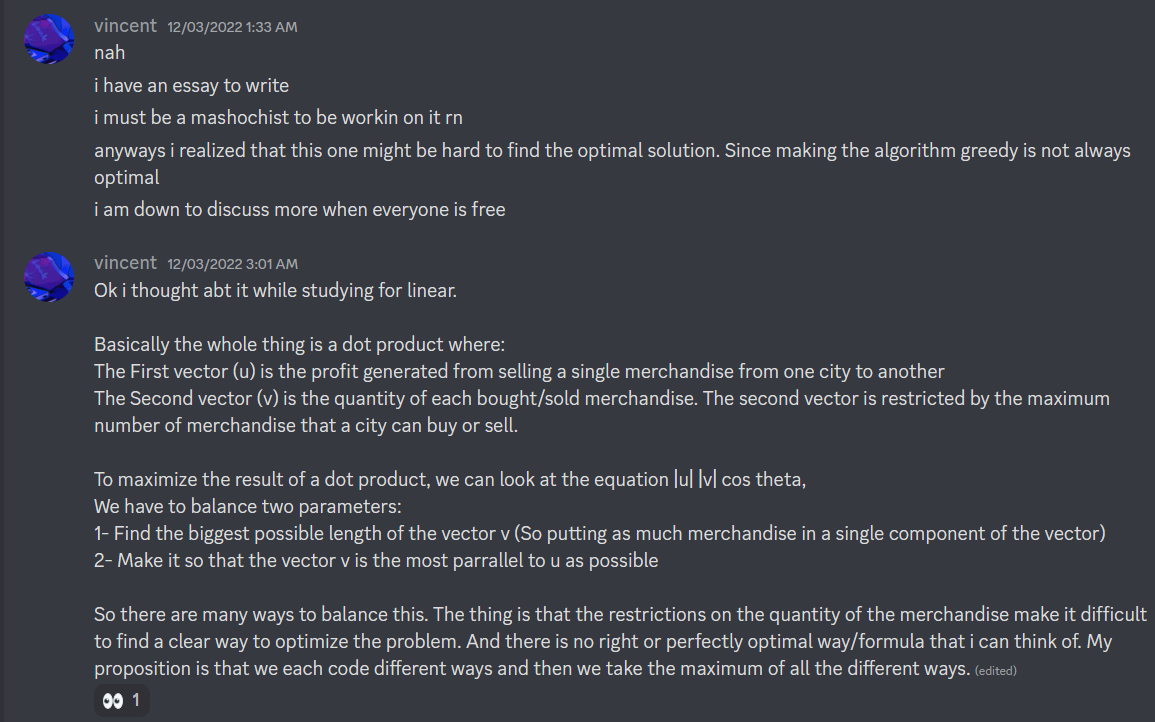 vincent 12/03/2022 1:33 AM
nah
i have an essay to write
i must be a mashochist to be workin on it rn
anyways i realized that this one might be hard to find the optimal solution. Since making the algorithm greedy is not always
optimal
i am down to discuss more when everyone is free
vincent 12/03/2022 3:01 AM
Ok i thought abt it while studying for linear.
Basically the whole thing is a dot product where:
The First vector (u) is the profit generated from selling a single merchandise from one city to another
The Second vector (v) is the quantity of each bought/sold merchandise. The second vector is restricted by the maximum
number of merchandise that a city can buy or sell.
To maximize the result of a dot product, we can look at the equation |u| |v| cos theta,
We have to balance two parameters:
1- Find the biggest possible length of the vector v (So putting as much merchandise in a single component of the vector)
2- Make it so that the vector v is the most parrallel to u as possible
So there are many ways to balance this. The thing is that the restrictions on the quantity of the merchandise make it difficult
to find a clear way to optimize the problem. And there is no right or perfectly optimal way/formula that i can think of. My
proposition is that we each code different ways and then we take the maximum of all the different ways. (edited)
👀 1